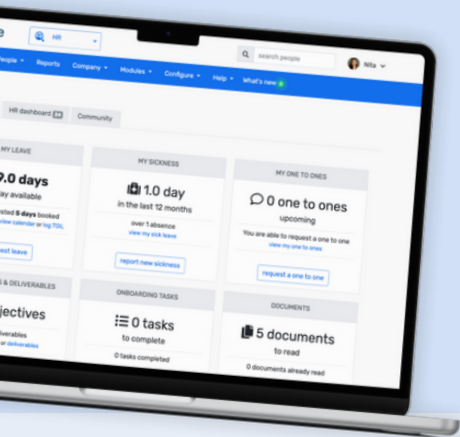 e
HR
search people
Nita
People
Reports
Company
Modules
Configure
Help
What's new
HR dashboard
Community
MY LEAVE
9.0 days
ay available
sted 5 days booked
view calendar or log TOIL
est leave
MY SICKNESS
1.0 day
in the last 12 months
over 1 absence
view my sick leave
report new sickness
MY ONE TO ONES
0 one to ones
upcoming
You are able to request a one to one
view my one to ones
request a one to one
S & DELIVERABLES
jectives
iverables
or deliverables
ONBOARDING TASKS
0 tasks
to complete
0 tasks completed
DOCUMENTS
5 documents
to read
0 documents already read